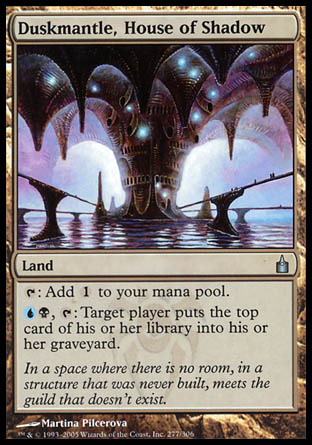 Duskmantle, House of Shadow
Land
: Add 1 to your mana pool.
, : Target player puts the top
card of his or her library into his or
her graveyard.
In a space where there is no room, in a
structure that was never built, meets the
guild that doesn't exist.
Martina Pilcerova
™ & © 1993-2005 Wizards of the Coast, Inc. 277/306